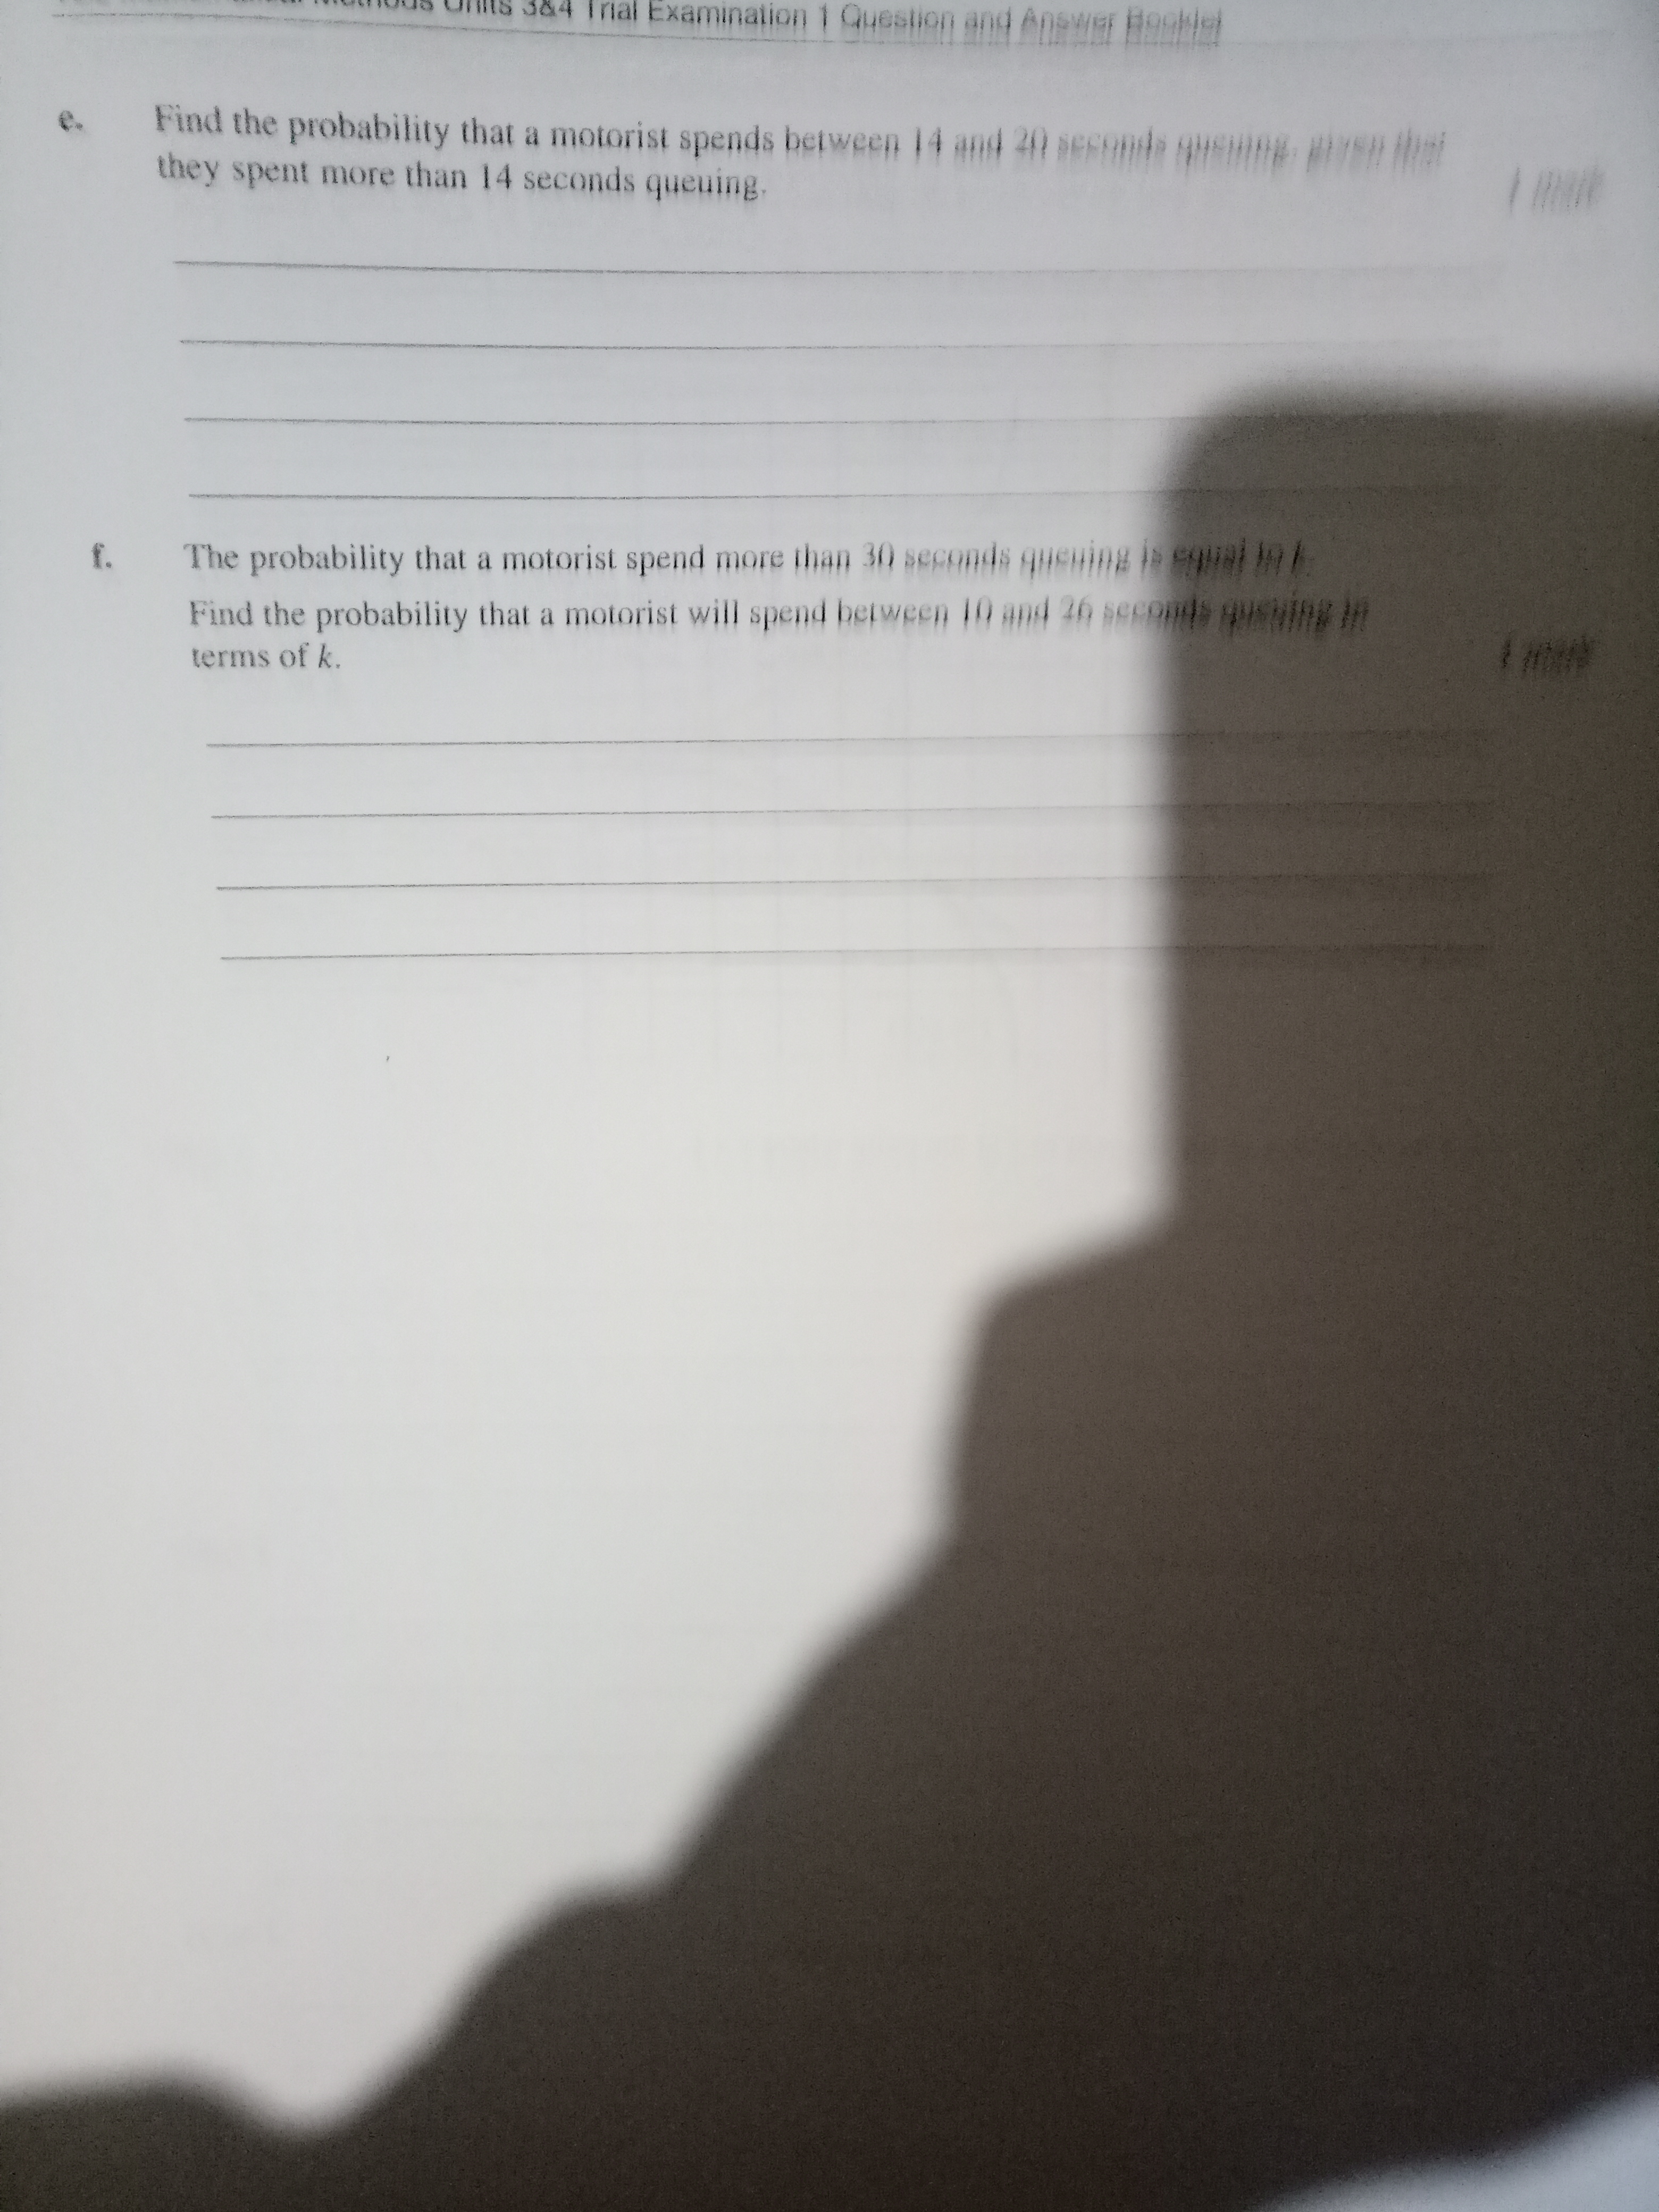 Methods Units 3&4 Trial Examination 1 Question and Answer Booklet
e. Find the probability that a motorist spends between 14 and 20 seconds queuing, given that
they spent more than 14 seconds queuing.
1 mark
f. The probability that a motorist spend more than 30 seconds queuing is equal to k.
Find the probability that a motorist will spend between 10 and 26 seconds queuing in
terms of k.
1 mark